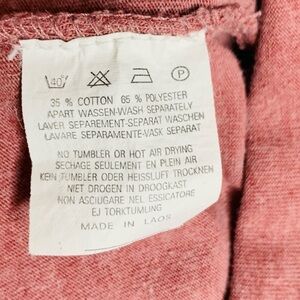 40 P
35 % COTTON 65 % POLYESTER
APART WASSEN-WASH SEPARATELY
LAVER SEPAREMENT-SEPARAT WASCHEN
LAVARE SEPARATAMENTE-VASK SEPARAT
NO TUMBLER OR HOT AIR DRYING
SECHAGE SEULEMENT EN PLEIN AIR
KEIN TUMBLER ODER HEISSLUFT TROCKNEN
NIET DROGEN IN DROOGKAST
NON ASCIUGARE NEL ESSICATORE
EJ TORKTUMLUNG
MADE IN LAOS